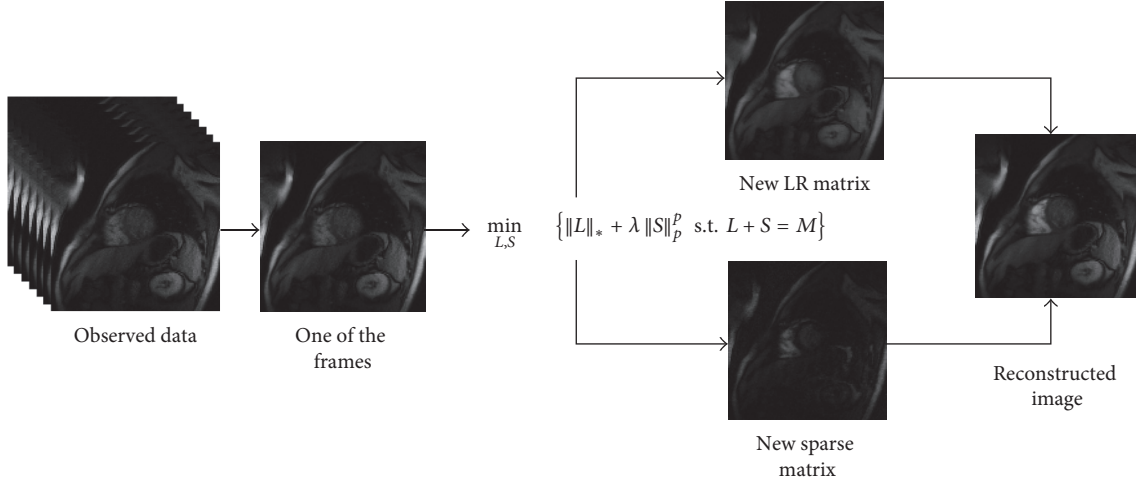 Observed data
One of the
frames
min
L,S
{‖L‖∗ + λ ‖S‖ₚᵖ s.t. L + S = M}
New LR matrix
New sparse
matrix
Reconstructed
image